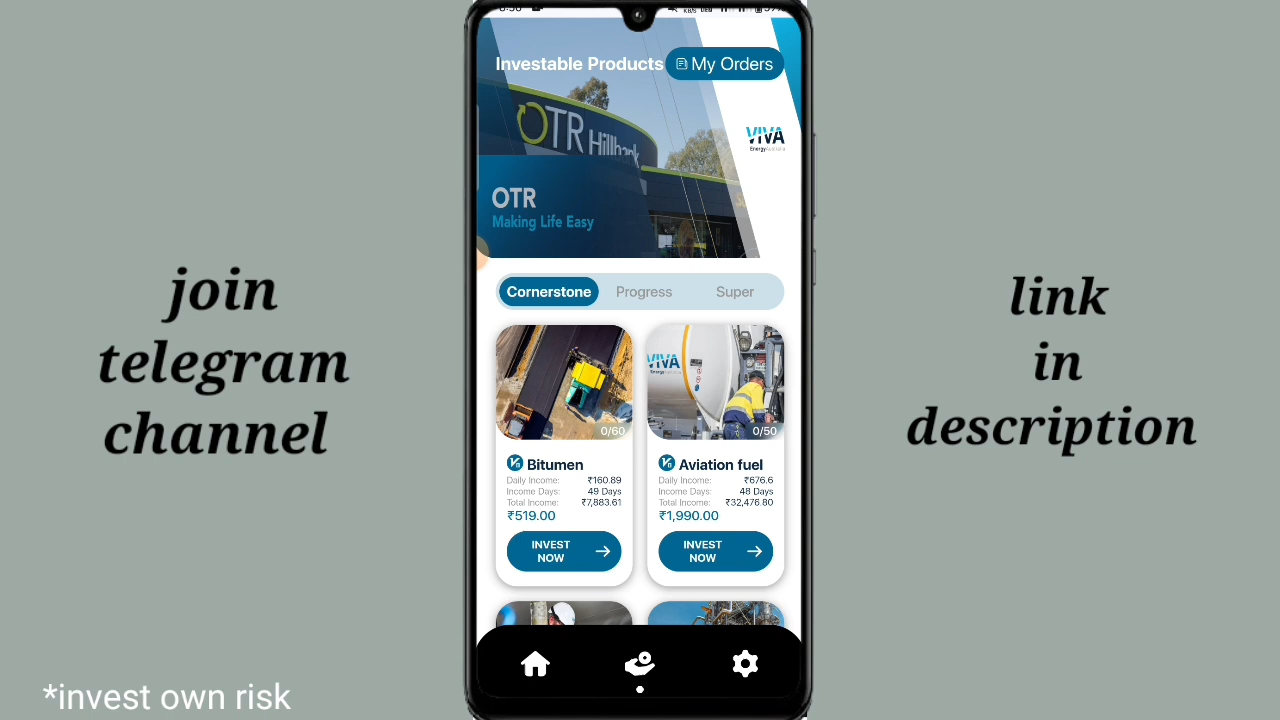 join
telegram
channel
*invest own risk
Investable Products
My Orders
OTR Hillbank
VIVA
Energy Australia
OTR
Making Life Easy
Cornerstone Progress Super
0/60
Bitumen
Daily Income: ₹160.89
Income Days: 49 Days
Total Income: ₹7,883.61
₹519.00
INVEST
NOW
VIVA
0/50
Aviation fuel
Daily Income: ₹676.6
Income Days: 48 Days
Total Income: ₹32,476.80
₹1,990.00
INVEST
NOW
link
in
description